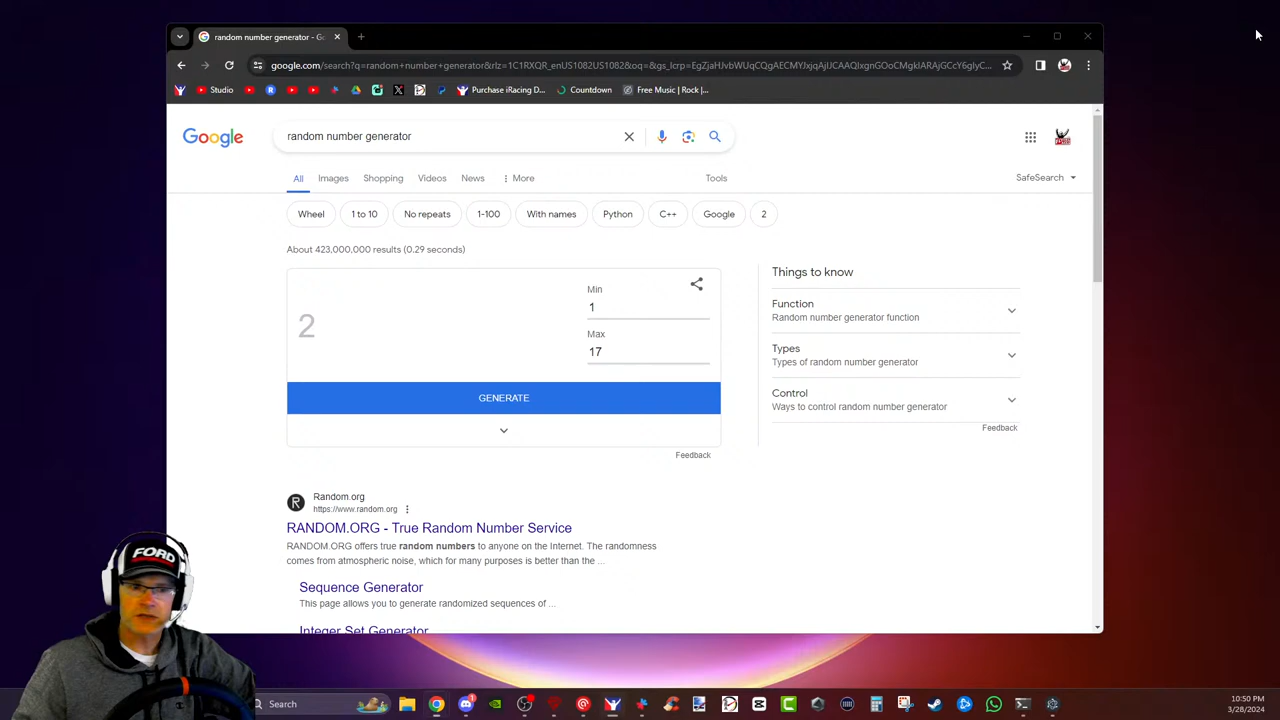 random number generator - Go
google.com/search?q=random+number+generator&rlz=1C1RXQR_enUS1082US1082&oq=&gs_lcrp=EgZjaHJvbWUqCQgAECMYJxjqAjIJCAAQIxgnGOoCMgkIARAjGCcY6gIyC...
Studio
Purchase iRacing D...
Countdown
Free Music | Rock |...
Google
random number generator
All
Images
Shopping
Videos
News
More
Tools
SafeSearch
Wheel
1 to 10
No repeats
1-100
With names
Python
C++
Google
2
About 423,000,000 results (0.29 seconds)
2
Min
1
Max
17
GENERATE
Feedback
Things to know
Function
Random number generator function
Types
Types of random number generator
Control
Ways to control random number generator
Feedback
Random.org
https://www.random.org
RANDOM.ORG - True Random Number Service
RANDOM.ORG offers true random numbers to anyone on the Internet. The randomness
comes from atmospheric noise, which for many purposes is better than the ...
Sequence Generator
This page allows you to generate randomized sequences of ...
Integer Set Generator
FORD
Search
10:50 PM
3/28/2024